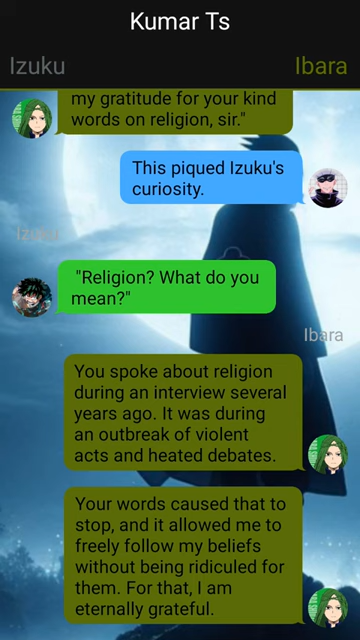 Kumar Ts
Izuku
Ibara
my gratitude for your kind
words on religion, sir."
This piqued Izuku's
curiosity.
Izuku
"Religion? What do you
mean?"
Ibara
You spoke about religion
during an interview several
years ago. It was during
an outbreak of violent
acts and heated debates.
Your words caused that to
stop, and it allowed me to
freely follow my beliefs
without being ridiculed for
them. For that, I am
eternally grateful.